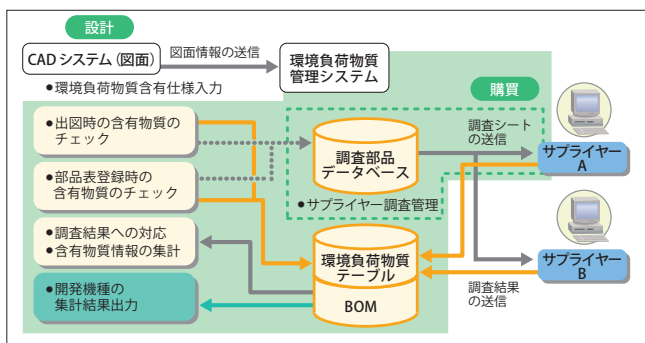 設計
CADシステム（図面）
図面情報の送信
環境負荷物質
管理システム
●環境負荷物質含有仕様入力
購買
●出図時の含有物質の
チェック
調査シート
の送信
調査部品
データベース
サプライヤー
A
●部品表登録時の
含有物質のチェック
●サプライヤー調査管理
●調査結果への対応
●含有物質情報の集計
環境負荷物質
テーブル
サプライヤー
B
●開発機種の
集計結果出力
BOM
調査結果
の送信